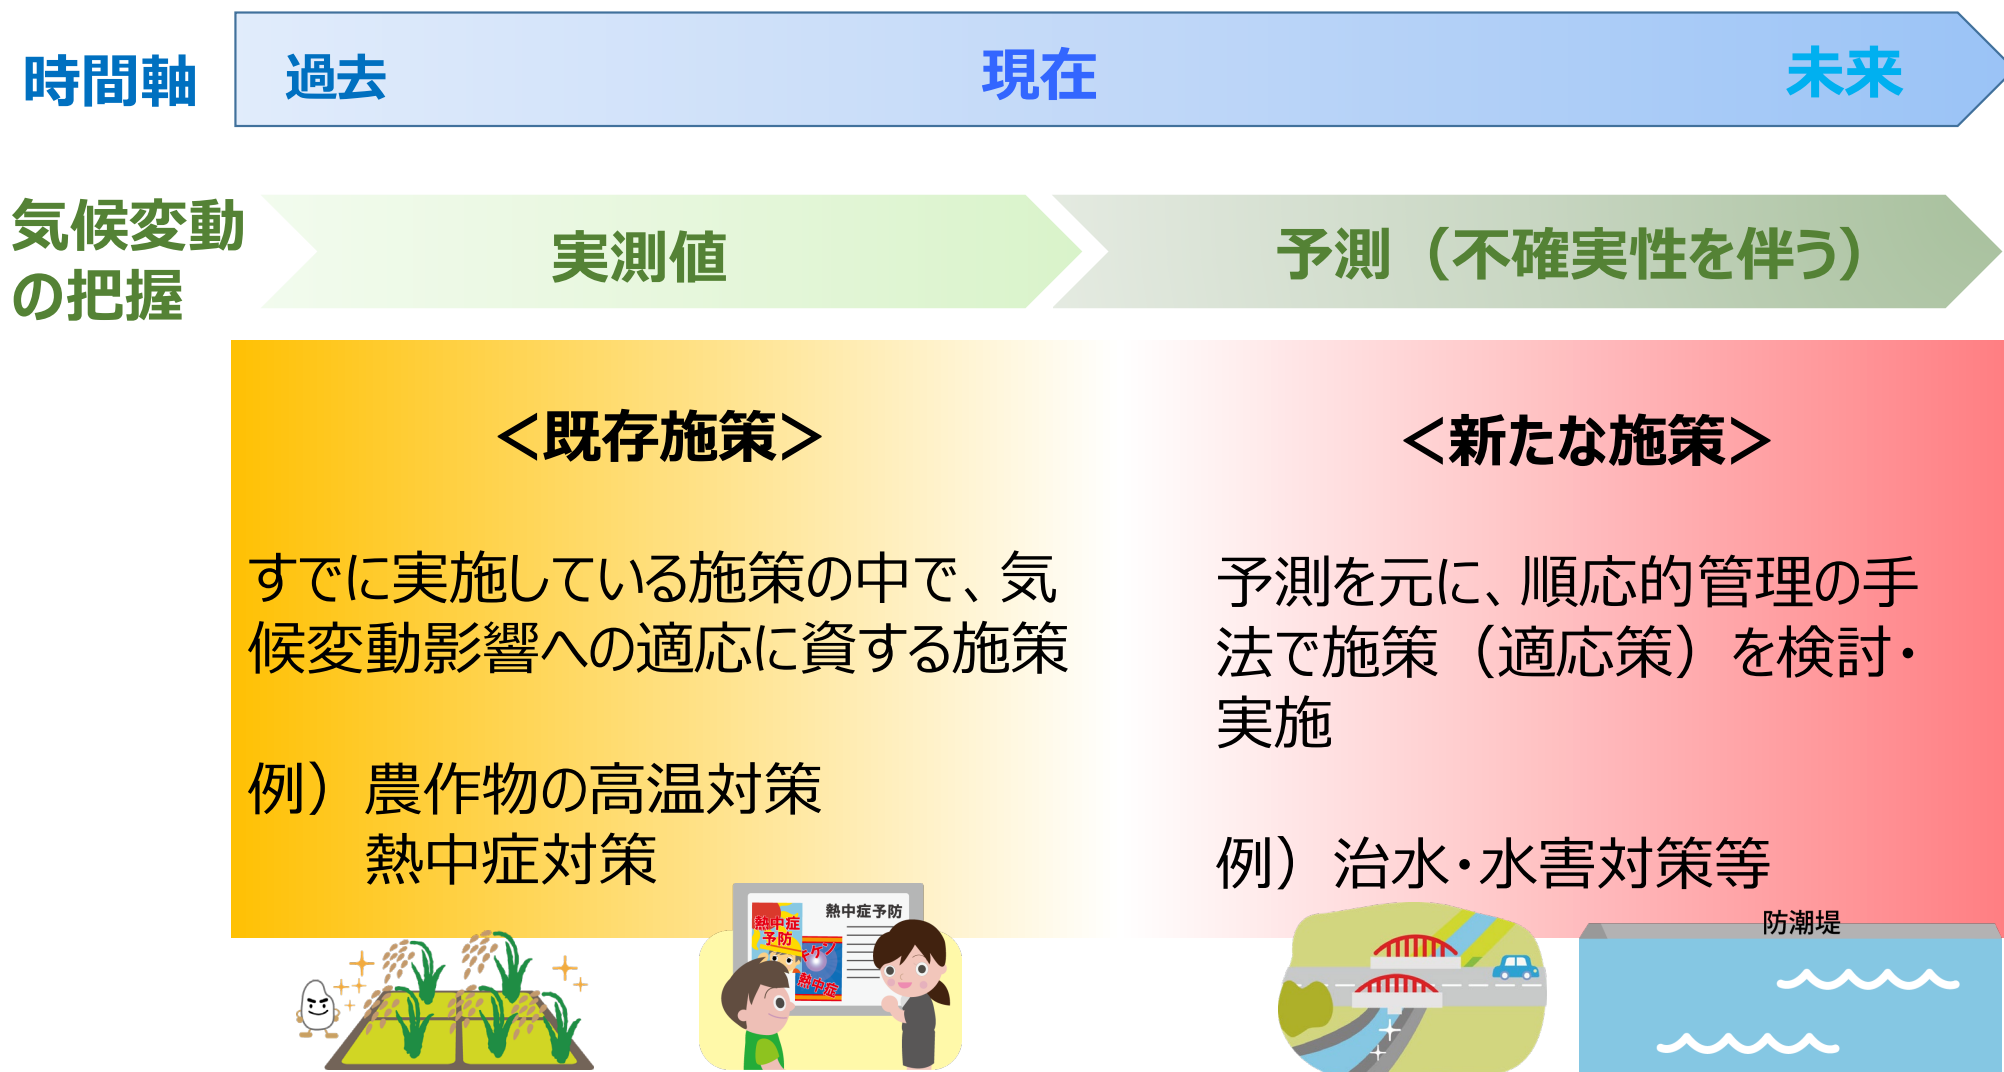 時間軸
過去
現在
未来
気候変動
の把握
実測値
予測（不確実性を伴う）
＜既存施策＞
すでに実施している施策の中で、気
候変動影響への適応に資する施策
例）農作物の高温対策
熱中症対策
熱中症予防
熱中症
予防
キケン
熱中症
＜新たな施策＞
予測を元に、順応的管理の手
法で施策（適応策）を検討・
実施
例）治水・水害対策等
防潮堤